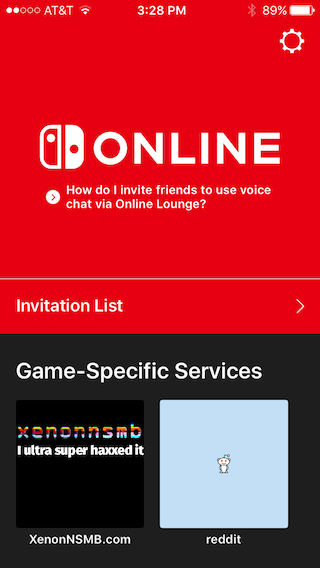 AT&T 3:28 PM 89%
ONLINE
How do I invite friends to use voice
chat via Online Lounge?
Invitation List
Game-Specific Services
xenonnsmb
I ultra super haxxed it
XenonNSMB.com reddit